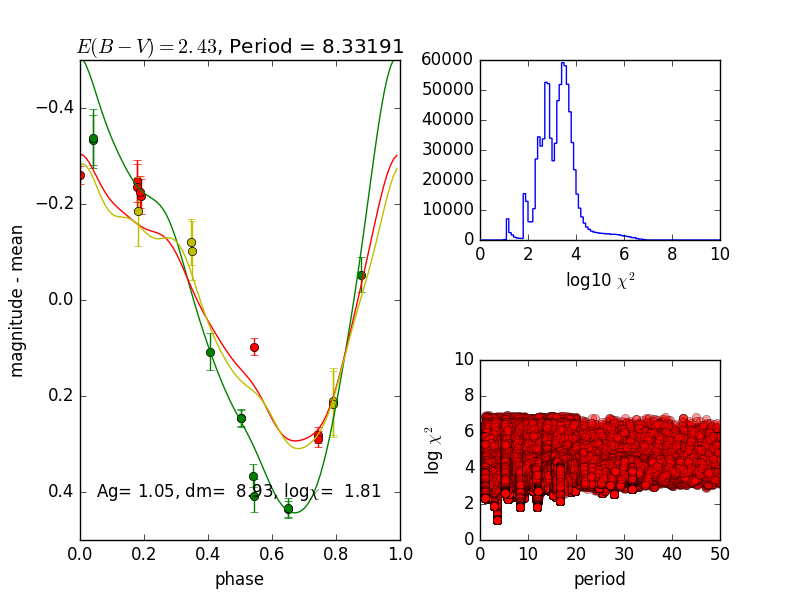 E(B − V) = 2.43, Period = 8.33191
magnitude - mean
−0.4
−0.2
0.0
0.2
0.4
Ag= 1.05, dm= 8.93, logχ= 1.81
0.0 0.2 0.4 0.6 0.8 1.0
phase
60000
50000
40000
30000
20000
10000
0
0 2 4 6 8 10
log10 χ²
10
8
6
4
2
0
log χ²
0 10 20 30 40 50
period